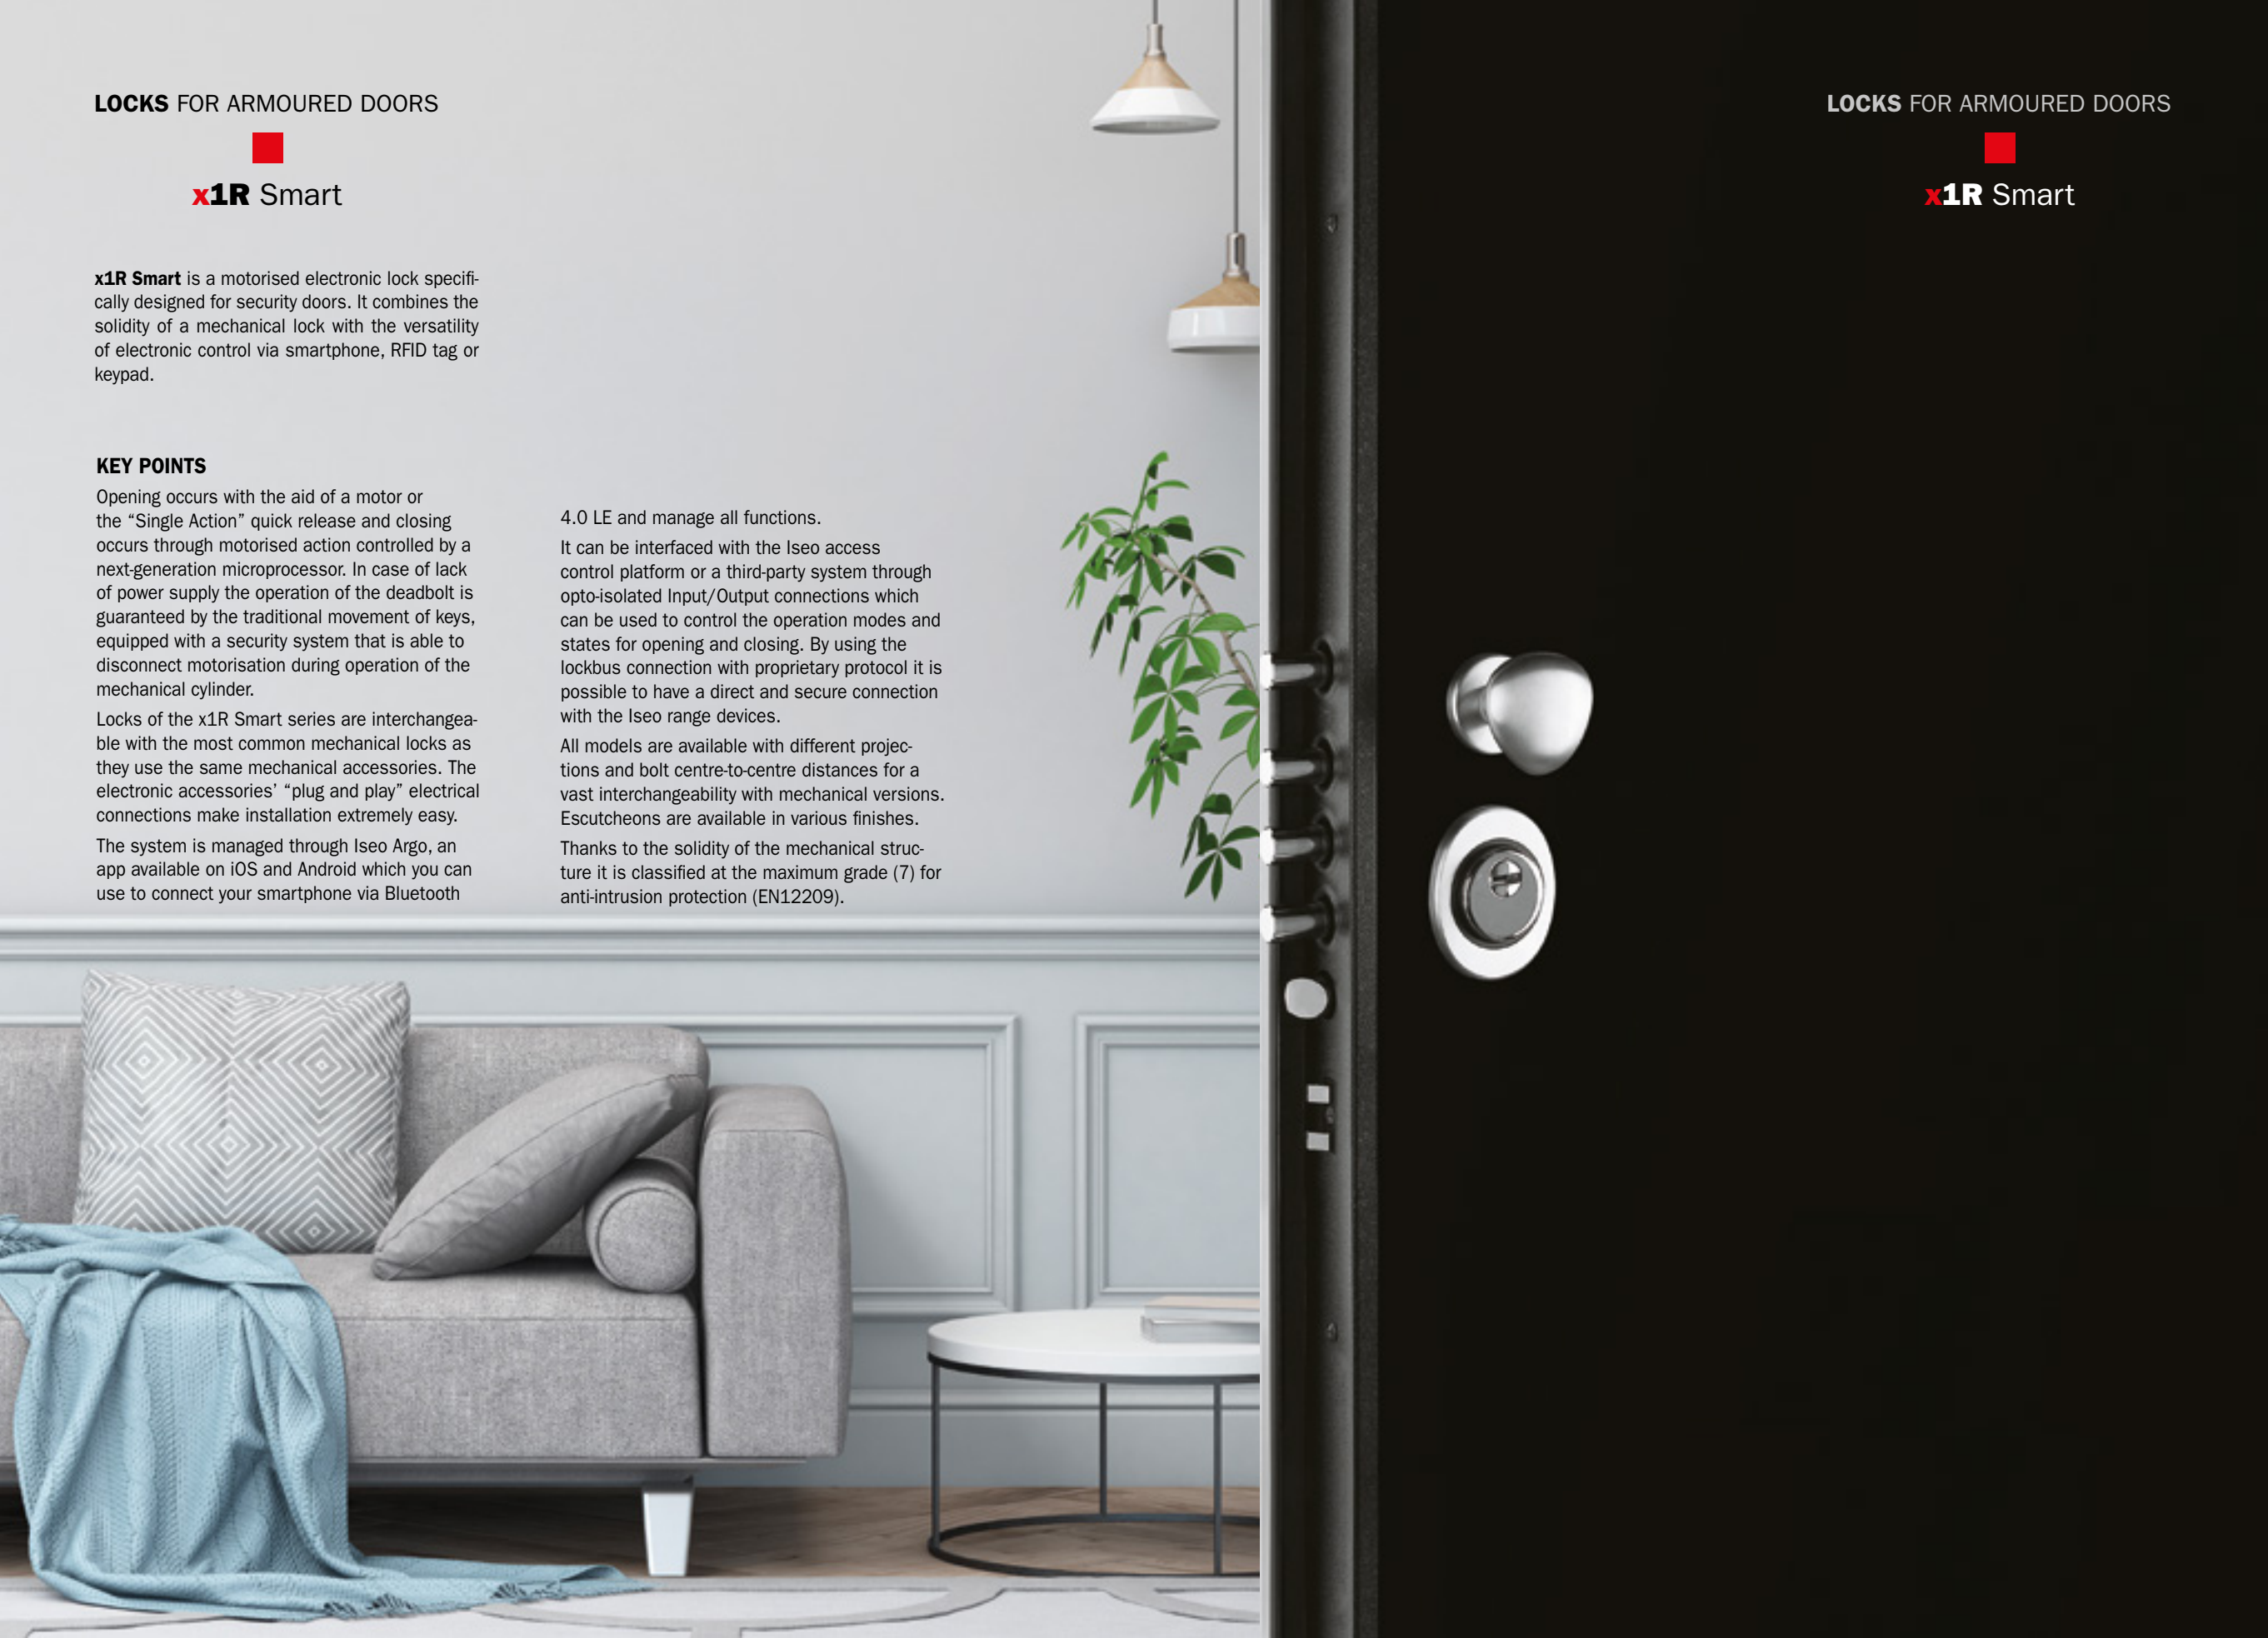 LOCKS FOR ARMOURED DOORS
x1R Smart
x1R Smart is a motorised electronic lock specifi-
cally designed for security doors. It combines the
solidity of a mechanical lock with the versatility
of electronic control via smartphone, RFID tag or
keypad.
KEY POINTS
Opening occurs with the aid of a motor or
the “Single Action” quick release and closing
occurs through motorised action controlled by a
next-generation microprocessor. In case of lack
of power supply the operation of the deadbolt is
guaranteed by the traditional movement of keys,
equipped with a security system that is able to
disconnect motorisation during operation of the
mechanical cylinder.
Locks of the x1R Smart series are interchangea-
ble with the most common mechanical locks as
they use the same mechanical accessories. The
electronic accessories’ “plug and play” electrical
connections make installation extremely easy.
The system is managed through Iseo Argo, an
app available on iOS and Android which you can
use to connect your smartphone via Bluetooth
4.0 LE and manage all functions.
It can be interfaced with the Iseo access
control platform or a third-party system through
opto-isolated Input/Output connections which
can be used to control the operation modes and
states for opening and closing. By using the
lockbus connection with proprietary protocol it is
possible to have a direct and secure connection
with the Iseo range devices.
All models are available with different projec-
tions and bolt centre-to-centre distances for a
vast interchangeability with mechanical versions.
Escutcheons are available in various finishes.
Thanks to the solidity of the mechanical struc-
ture it is classified at the maximum grade (7) for
anti-intrusion protection (EN12209).
LOCKS FOR ARMOURED DOORS
x1R Smart